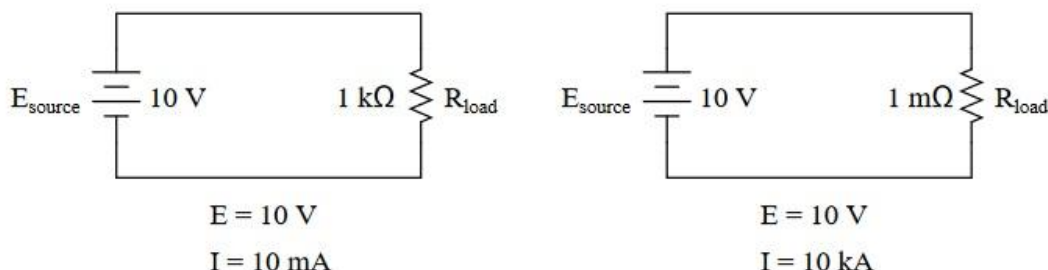 E_source 10 V 1 kΩ R_load
E = 10 V
I = 10 mA
E_source 10 V 1 mΩ R_load
E = 10 V
I = 10 kA